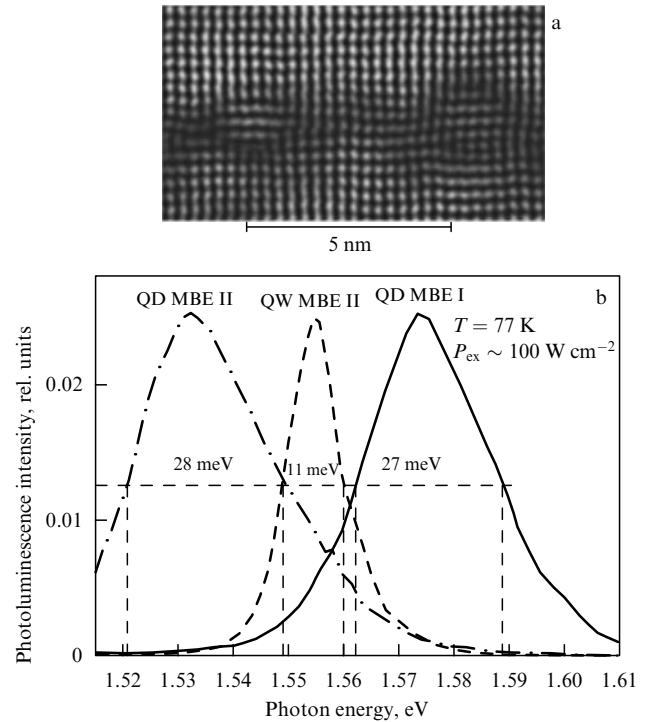 a
5 nm
QD MBE II QW MBE II QD MBE I b
T = 77 K
P_ex ∼ 100 W cm⁻²
Photoluminescence intensity, rel. units
0.02
28 meV 11 meV 27 meV
0.01
0
1.52 1.53 1.54 1.55 1.56 1.57 1.58 1.59 1.60 1.61
Photon energy, eV